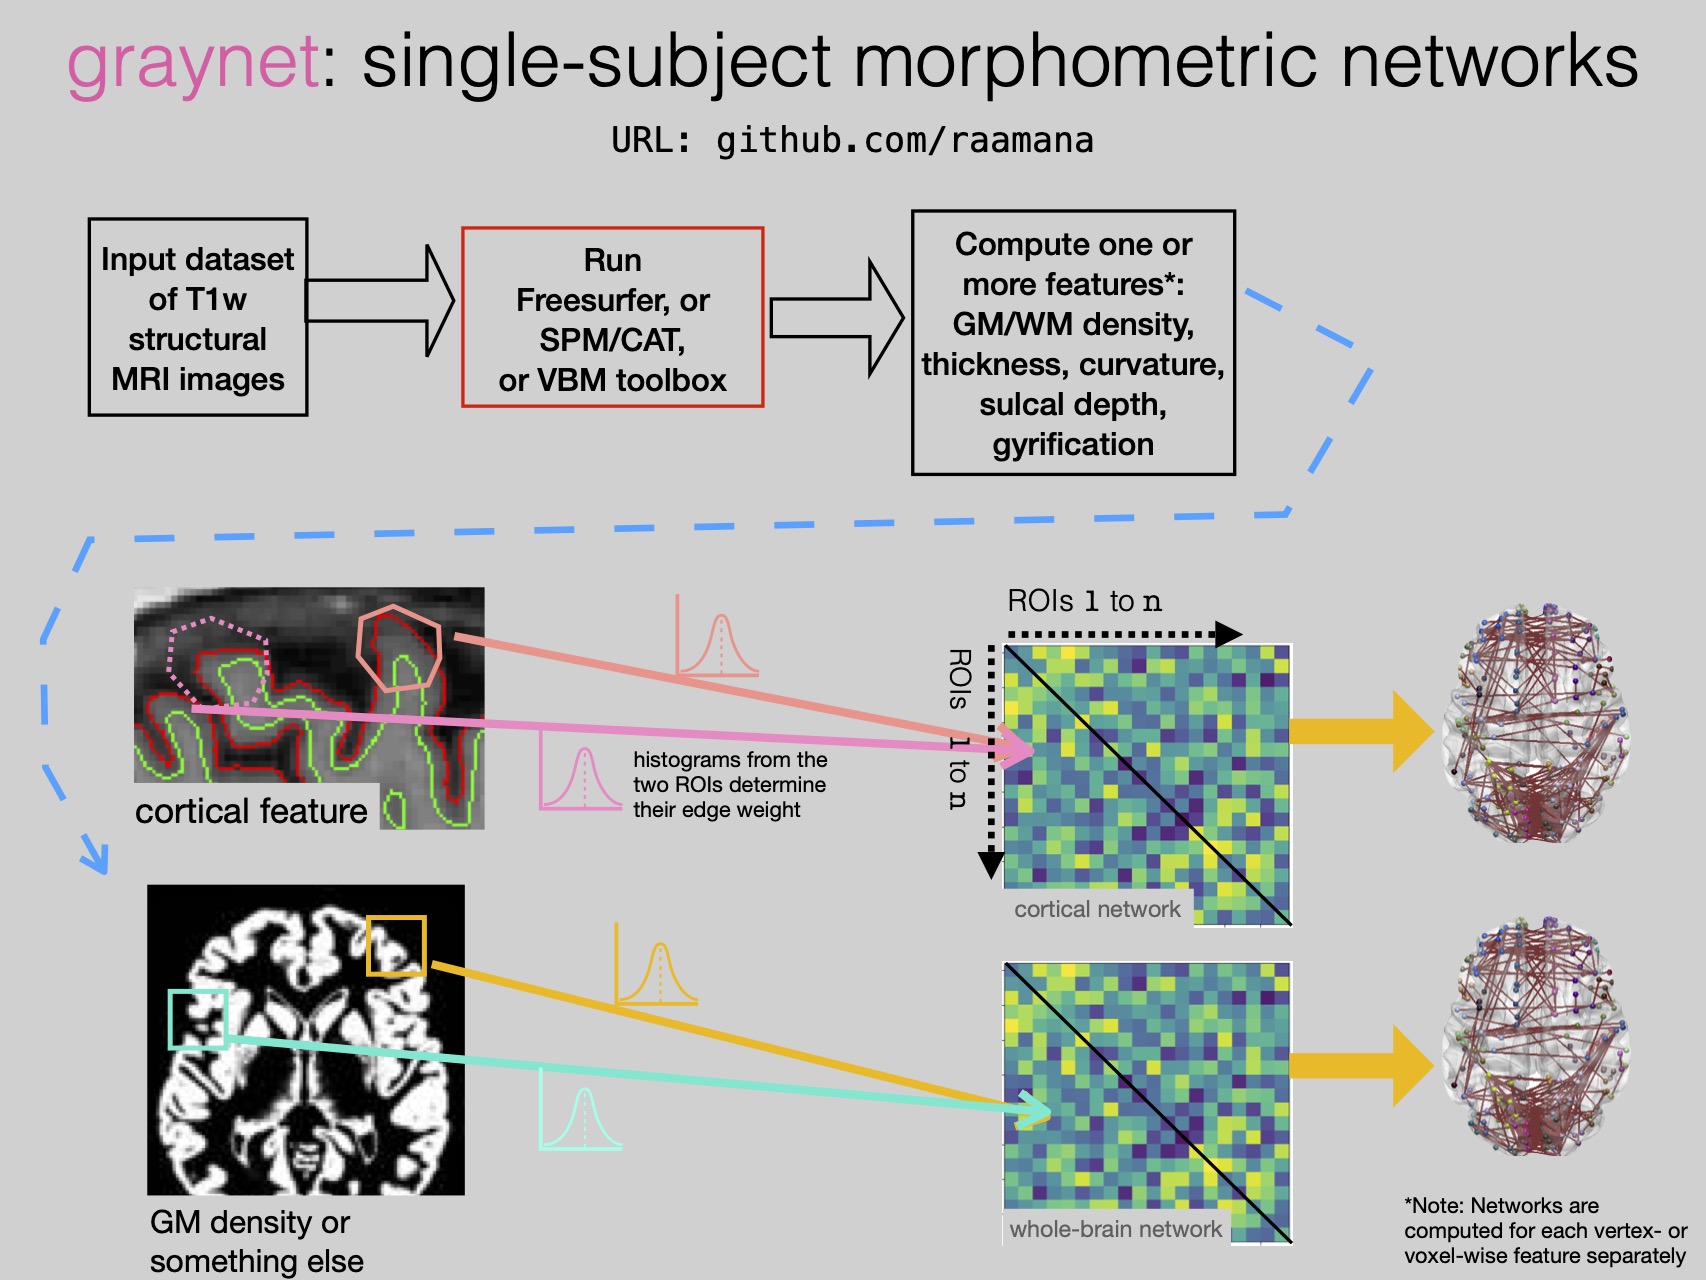 graynet: single-subject morphometric networks
URL: github.com/raamana
Input dataset
of T1w
structural
MRI images
Run
Freesurfer, or
SPM/CAT,
or VBM toolbox
Compute one or
more features*:
GM/WM density,
thickness, curvature,
sulcal depth,
gyrification
cortical feature
histograms from the
two ROIs determine
their edge weight
ROIs 1 to n
ROIs 1 to n
cortical network
GM density or
something else
whole-brain network
*Note: Networks are
computed for each vertex- or
voxel-wise feature separately